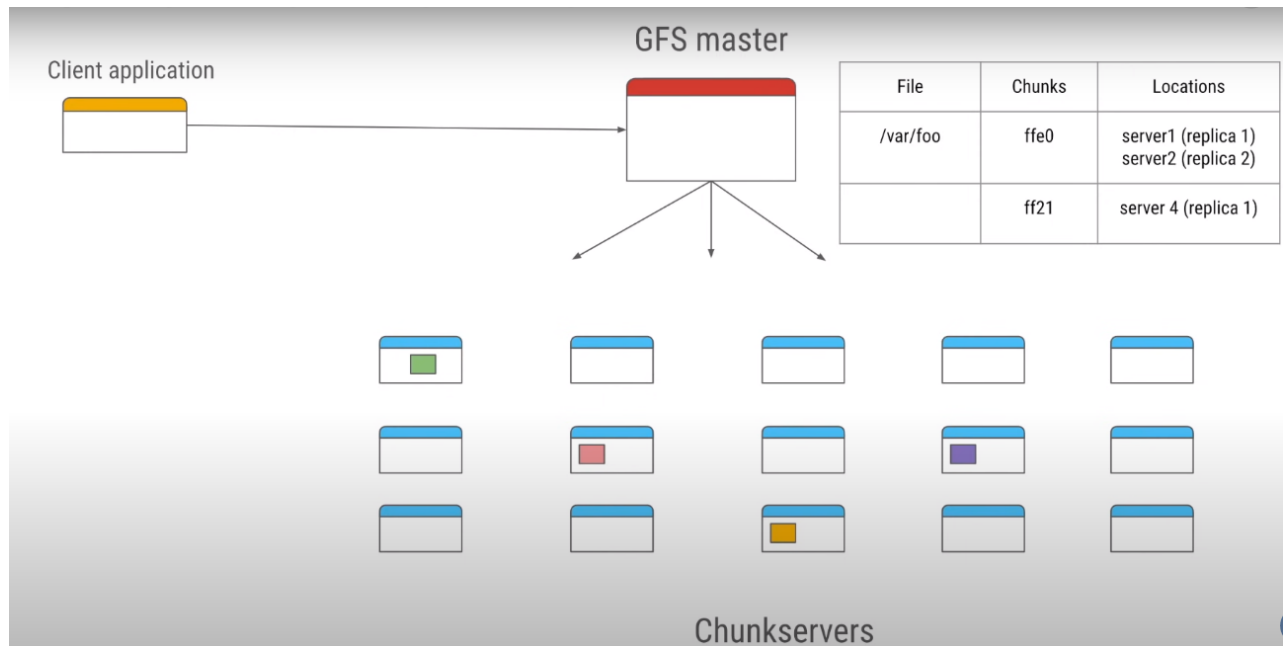 GFS master
Client application
File Chunks Locations
/var/foo ffe0 server1 (replica 1)
server2 (replica 2)
ff21 server 4 (replica 1)
Chunkservers